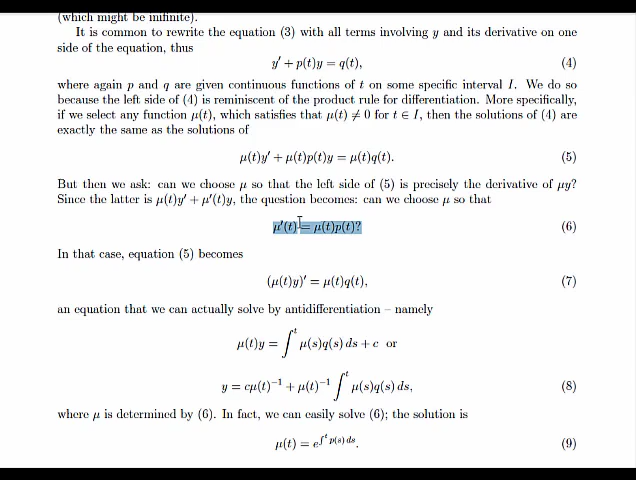 (which might be infinite).
It is common to rewrite the equation (3) with all terms involving y and its derivative on one
side of the equation, thus
y′ + p(t)y = q(t), (4)
where again p and q are given continuous functions of t on some specific interval I. We do so
because the left side of (4) is reminiscent of the product rule for differentiation. More specifically,
if we select any function μ(t), which satisfies that μ(t) ≠ 0 for t ∈ I, then the solutions of (4) are
exactly the same as the solutions of
μ(t)y′ + μ(t)p(t)y = μ(t)q(t). (5)
But then we ask: can we choose μ so that the left side of (5) is precisely the derivative of μy?
Since the latter is μ(t)y′ + μ′(t)y, the question becomes: can we choose μ so that
μ′(t) = μ(t)p(t)? (6)
In that case, equation (5) becomes
(μ(t)y)′ = μ(t)q(t), (7)
an equation that we can actually solve by antidifferentiation – namely
μ(t)y = ∫^t μ(s)q(s) ds + c or
y = cμ(t)⁻¹ + μ(t)⁻¹ ∫^t μ(s)q(s) ds, (8)
where μ is determined by (6). In fact, we can easily solve (6); the solution is
μ(t) = e^{∫^t p(s) ds}. (9)